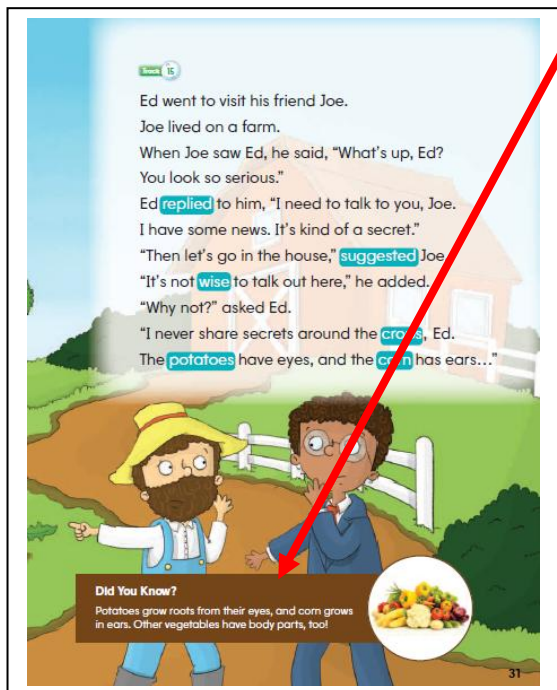 Track 15
Ed went to visit his friend Joe.
Joe lived on a farm.
When Joe saw Ed, he said, “What’s up, Ed?
You look so serious.”
Ed replied to him, “I need to talk to you, Joe.
I have some news. It’s kind of a secret.”
“Then let’s go in the house,” suggested Joe.
“It’s not wise to talk out here,” he added.
“Why not?” asked Ed.
“I never share secrets around the crops, Ed.
The potatoes have eyes, and the corn has ears...”
Did You Know?
Potatoes grow roots from their eyes, and corn grows
in ears. Other vegetables have body parts, too!
31